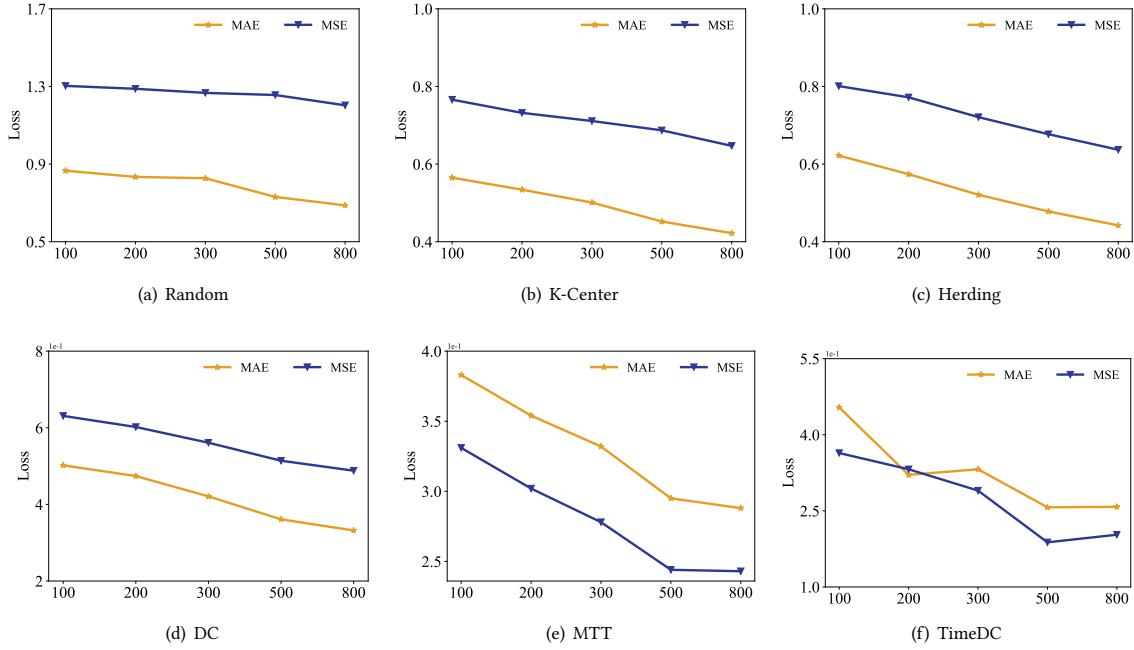 1.7
1.3
0.9
0.5
Loss
MAE MSE
100 200 300 500 800
(a) Random
1.0
0.8
0.6
0.4
Loss
MAE MSE
100 200 300 500 800
(b) K-Center
1.0
0.8
0.6
0.4
Loss
MAE MSE
100 200 300 500 800
(c) Herding
1e-1
8
6
4
2
Loss
MAE MSE
100 200 300 500 800
(d) DC
1e-1
4.0
3.5
3.0
2.5
Loss
MAE MSE
100 200 300 500 800
(e) MTT
1e-1
5.5
4.0
2.5
1.0
Loss
MAE MSE
100 200 300 500 800
(f) TimeDC